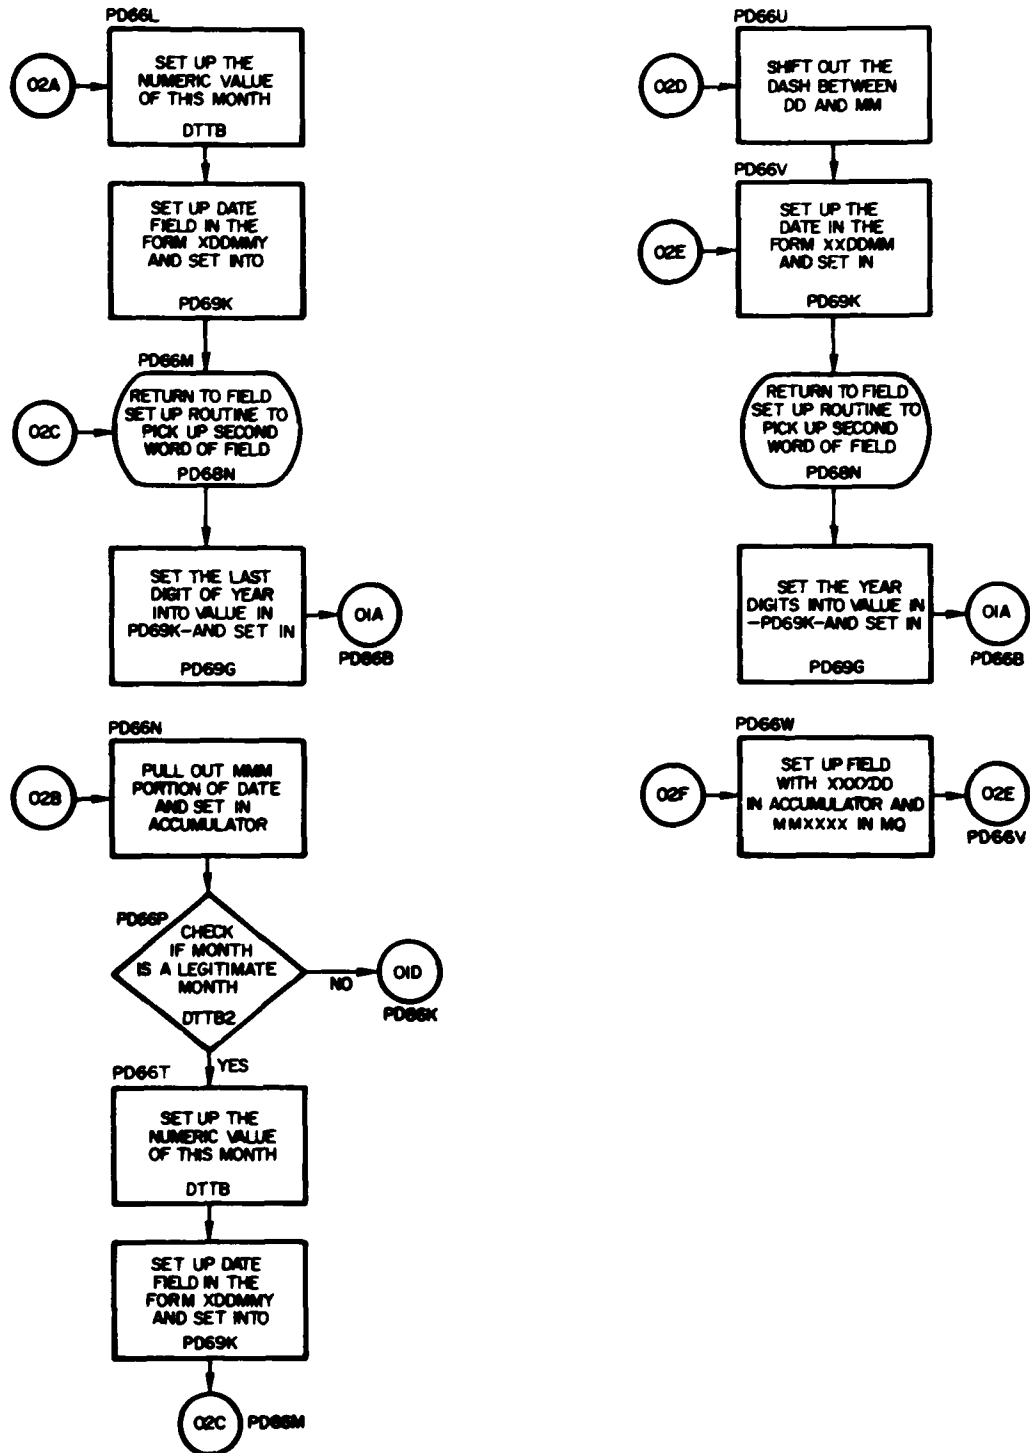 PD66L
02A
SET UP THE
NUMERIC VALUE
OF THIS MONTH
DTTB
SET UP DATE
FIELD IN THE
FORM XDDMMY
AND SET INTO
PD69K
PD66M
02C
RETURN TO FIELD
SET UP ROUTINE TO
PICK UP SECOND
WORD OF FIELD
PD68N
SET THE LAST
DIGIT OF YEAR
INTO VALUE IN
PD69K-AND SET IN
PD69G
01A
PD66B
PD66N
02B
PULL OUT MMM
PORTION OF DATE
AND SET IN
ACCUMULATOR
PD66P
CHECK
IF MONTH
IS A LEGITIMATE
MONTH
DTTB2
NO
01D
PD66K
YES
PD66T
SET UP THE
NUMERIC VALUE
OF THIS MONTH
DTTB
SET UP DATE
FIELD IN THE
FORM XDDMMY
AND SET INTO
PD69K
02C
PD66M
PD66U
02D
SHIFT OUT THE
DASH BETWEEN
DD AND MM
PD66V
02E
SET UP THE
DATE IN THE
FORM XXDDMM
AND SET IN
PD69K
RETURN TO FIELD
SET UP ROUTINE TO
PICK UP SECOND
WORD OF FIELD
PD68N
SET THE YEAR
DIGITS INTO VALUE IN
-PD69K-AND SET IN
PD69G
01A
PD66B
PD66W
02F
SET UP FIELD
WITH XXXXDD
IN ACCUMULATOR AND
MMXXXX IN MQ
02E
PD66V